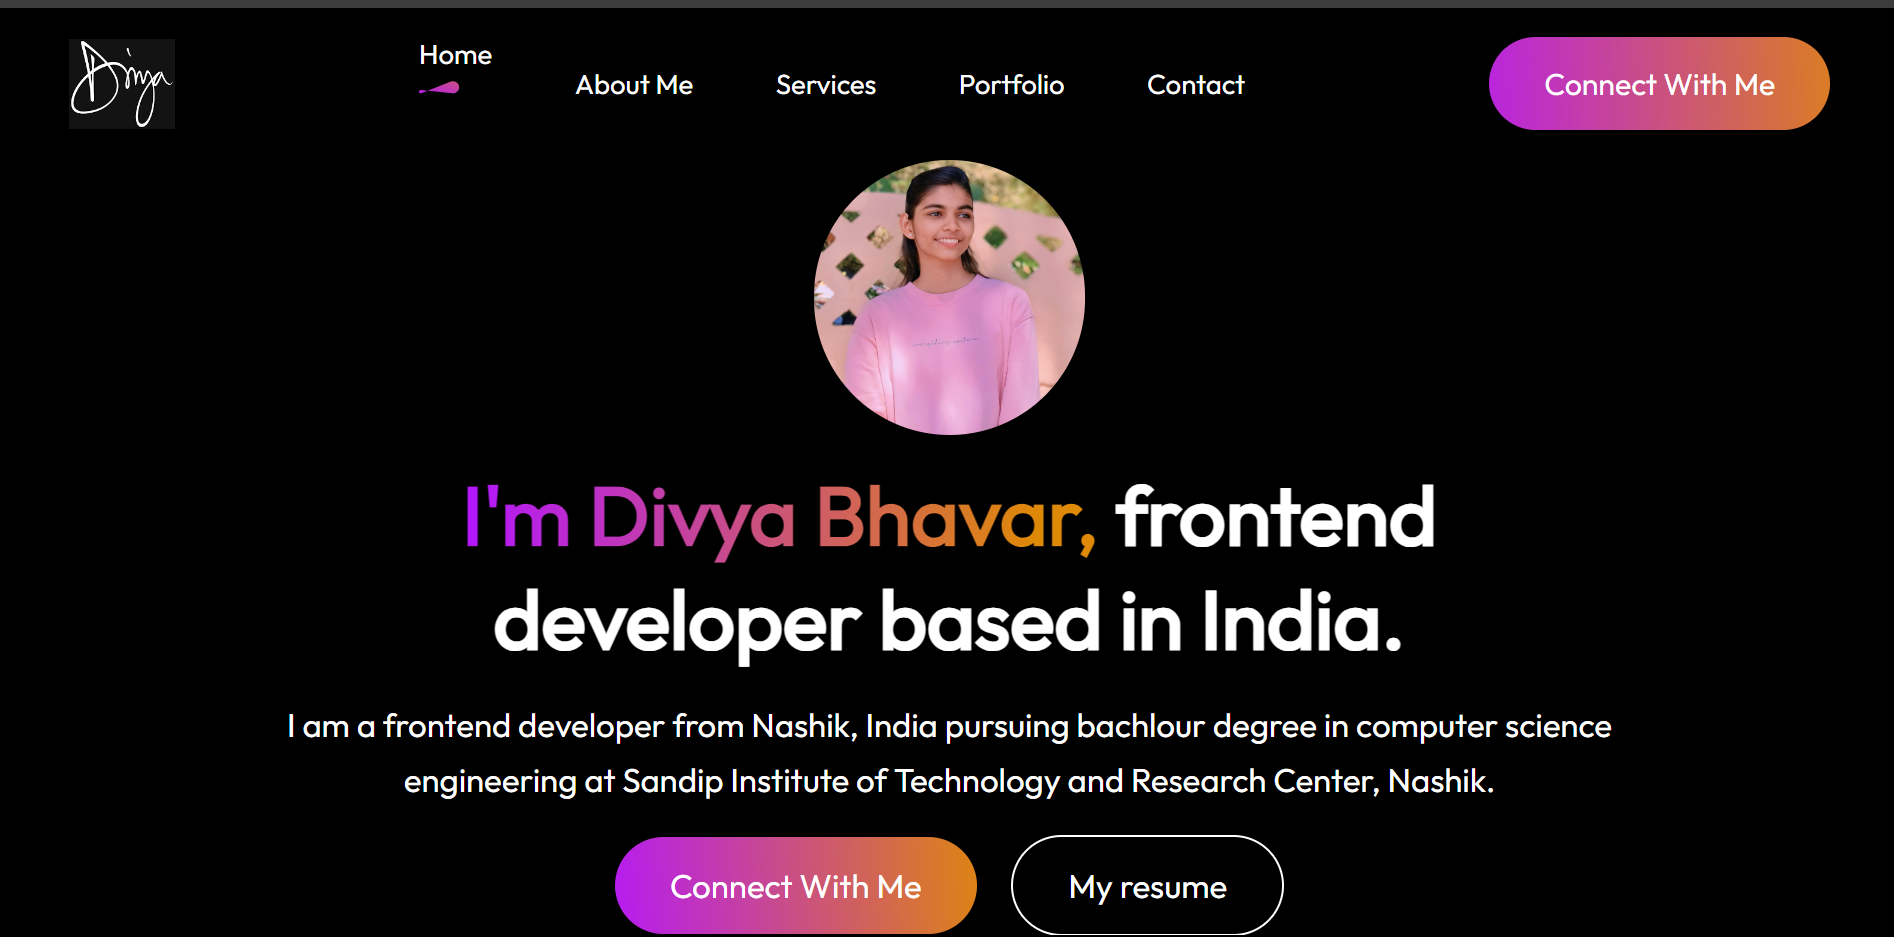 Divya
Home
About Me
Services
Portfolio
Contact
Connect With Me
I'm Divya Bhavar, frontend
developer based in India.
I am a frontend developer from Nashik, India pursuing bachlour degree in computer science
engineering at Sandip Institute of Technology and Research Center, Nashik.
Connect With Me
My resume